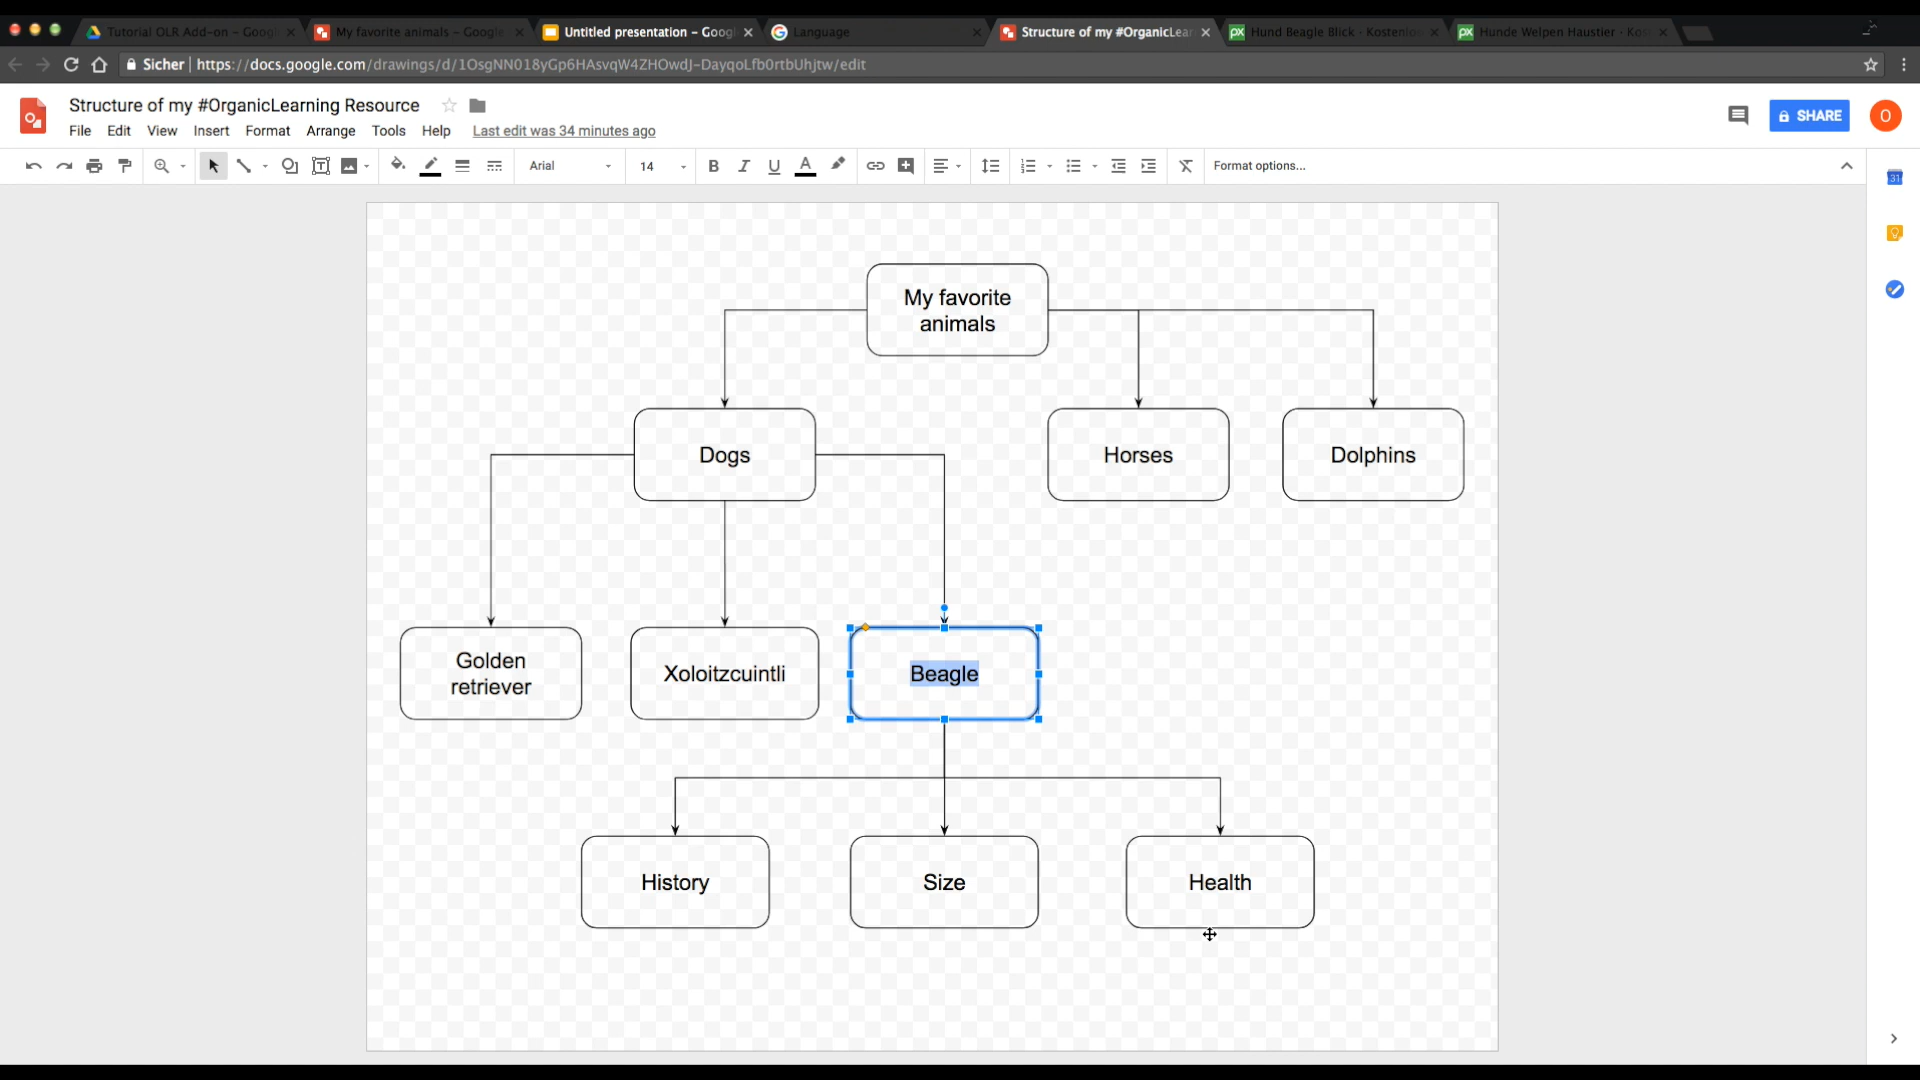 Tutorial OLR Add-on – Googl
My favorite animals – Google
Untitled presentation – Googl
Language
Structure of my #OrganicLear
Hund Beagle Blick · Kostenlo
Hunde Welpen Haustier · Kos
Sicher | https://docs.google.com/drawings/d/1OsgNN018yGp6HAsvqW4ZHOwdJ-DayqoLfb0rtbUhjtw/edit
Structure of my #OrganicLearning Resource
File Edit View Insert Format Arrange Tools Help Last edit was 34 minutes ago
SHARE
O
Arial 14 B I U A Format options...
31
My favorite
animals
Dogs
Horses
Dolphins
Golden
retriever
Xoloitzcuintli
Beagle
History
Size
Health